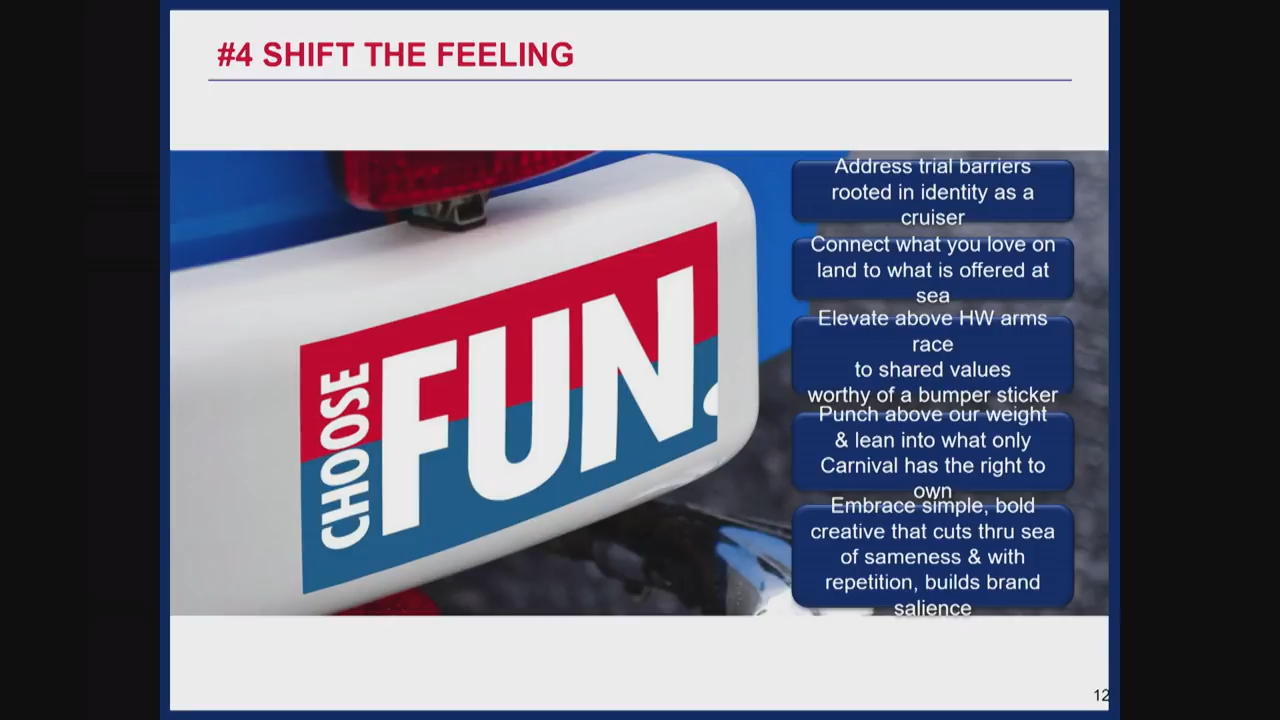 #4 SHIFT THE FEELING
CHOOSE
FUN.
Address trial barriers
rooted in identity as a
cruiser
Connect what you love on
land to what is offered at
sea
Elevate above HW arms
race
to shared values
worthy of a bumper sticker
Punch above our weight
& lean into what only
Carnival has the right to
own
Embrace simple, bold
creative that cuts thru sea
of sameness & with
repetition, builds brand
salience
12